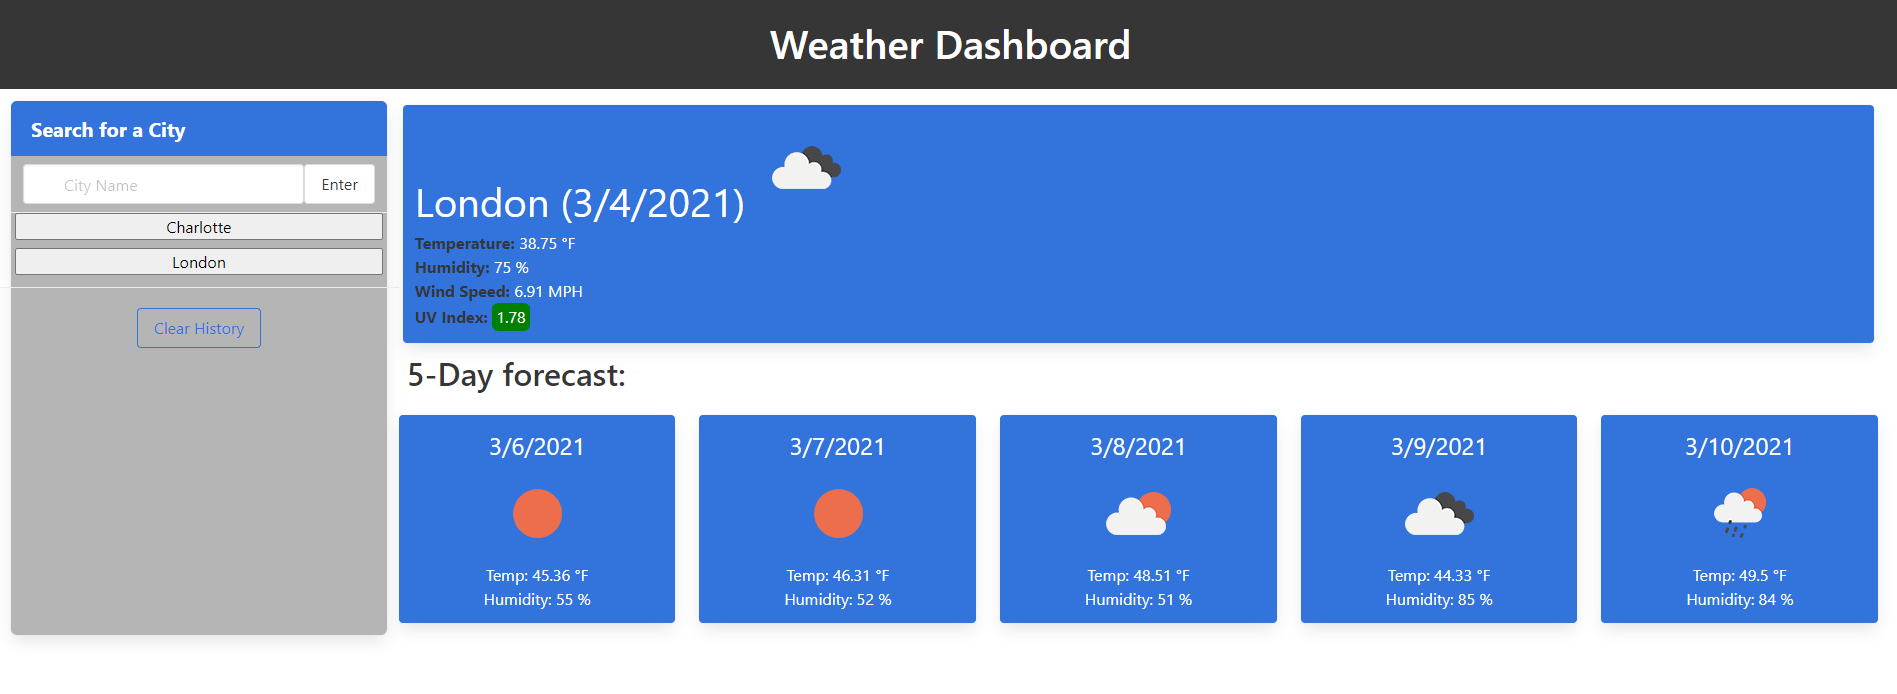 Weather Dashboard
Search for a City
City Name
Enter
Charlotte
London
Clear History
London (3/4/2021)
Temperature: 38.75 °F
Humidity: 75 %
Wind Speed: 6.91 MPH
UV Index: 1.78
5-Day forecast:
3/6/2021
Temp: 45.36 °F
Humidity: 55 %
3/7/2021
Temp: 46.31 °F
Humidity: 52 %
3/8/2021
Temp: 48.51 °F
Humidity: 51 %
3/9/2021
Temp: 44.33 °F
Humidity: 85 %
3/10/2021
Temp: 49.5 °F
Humidity: 84 %